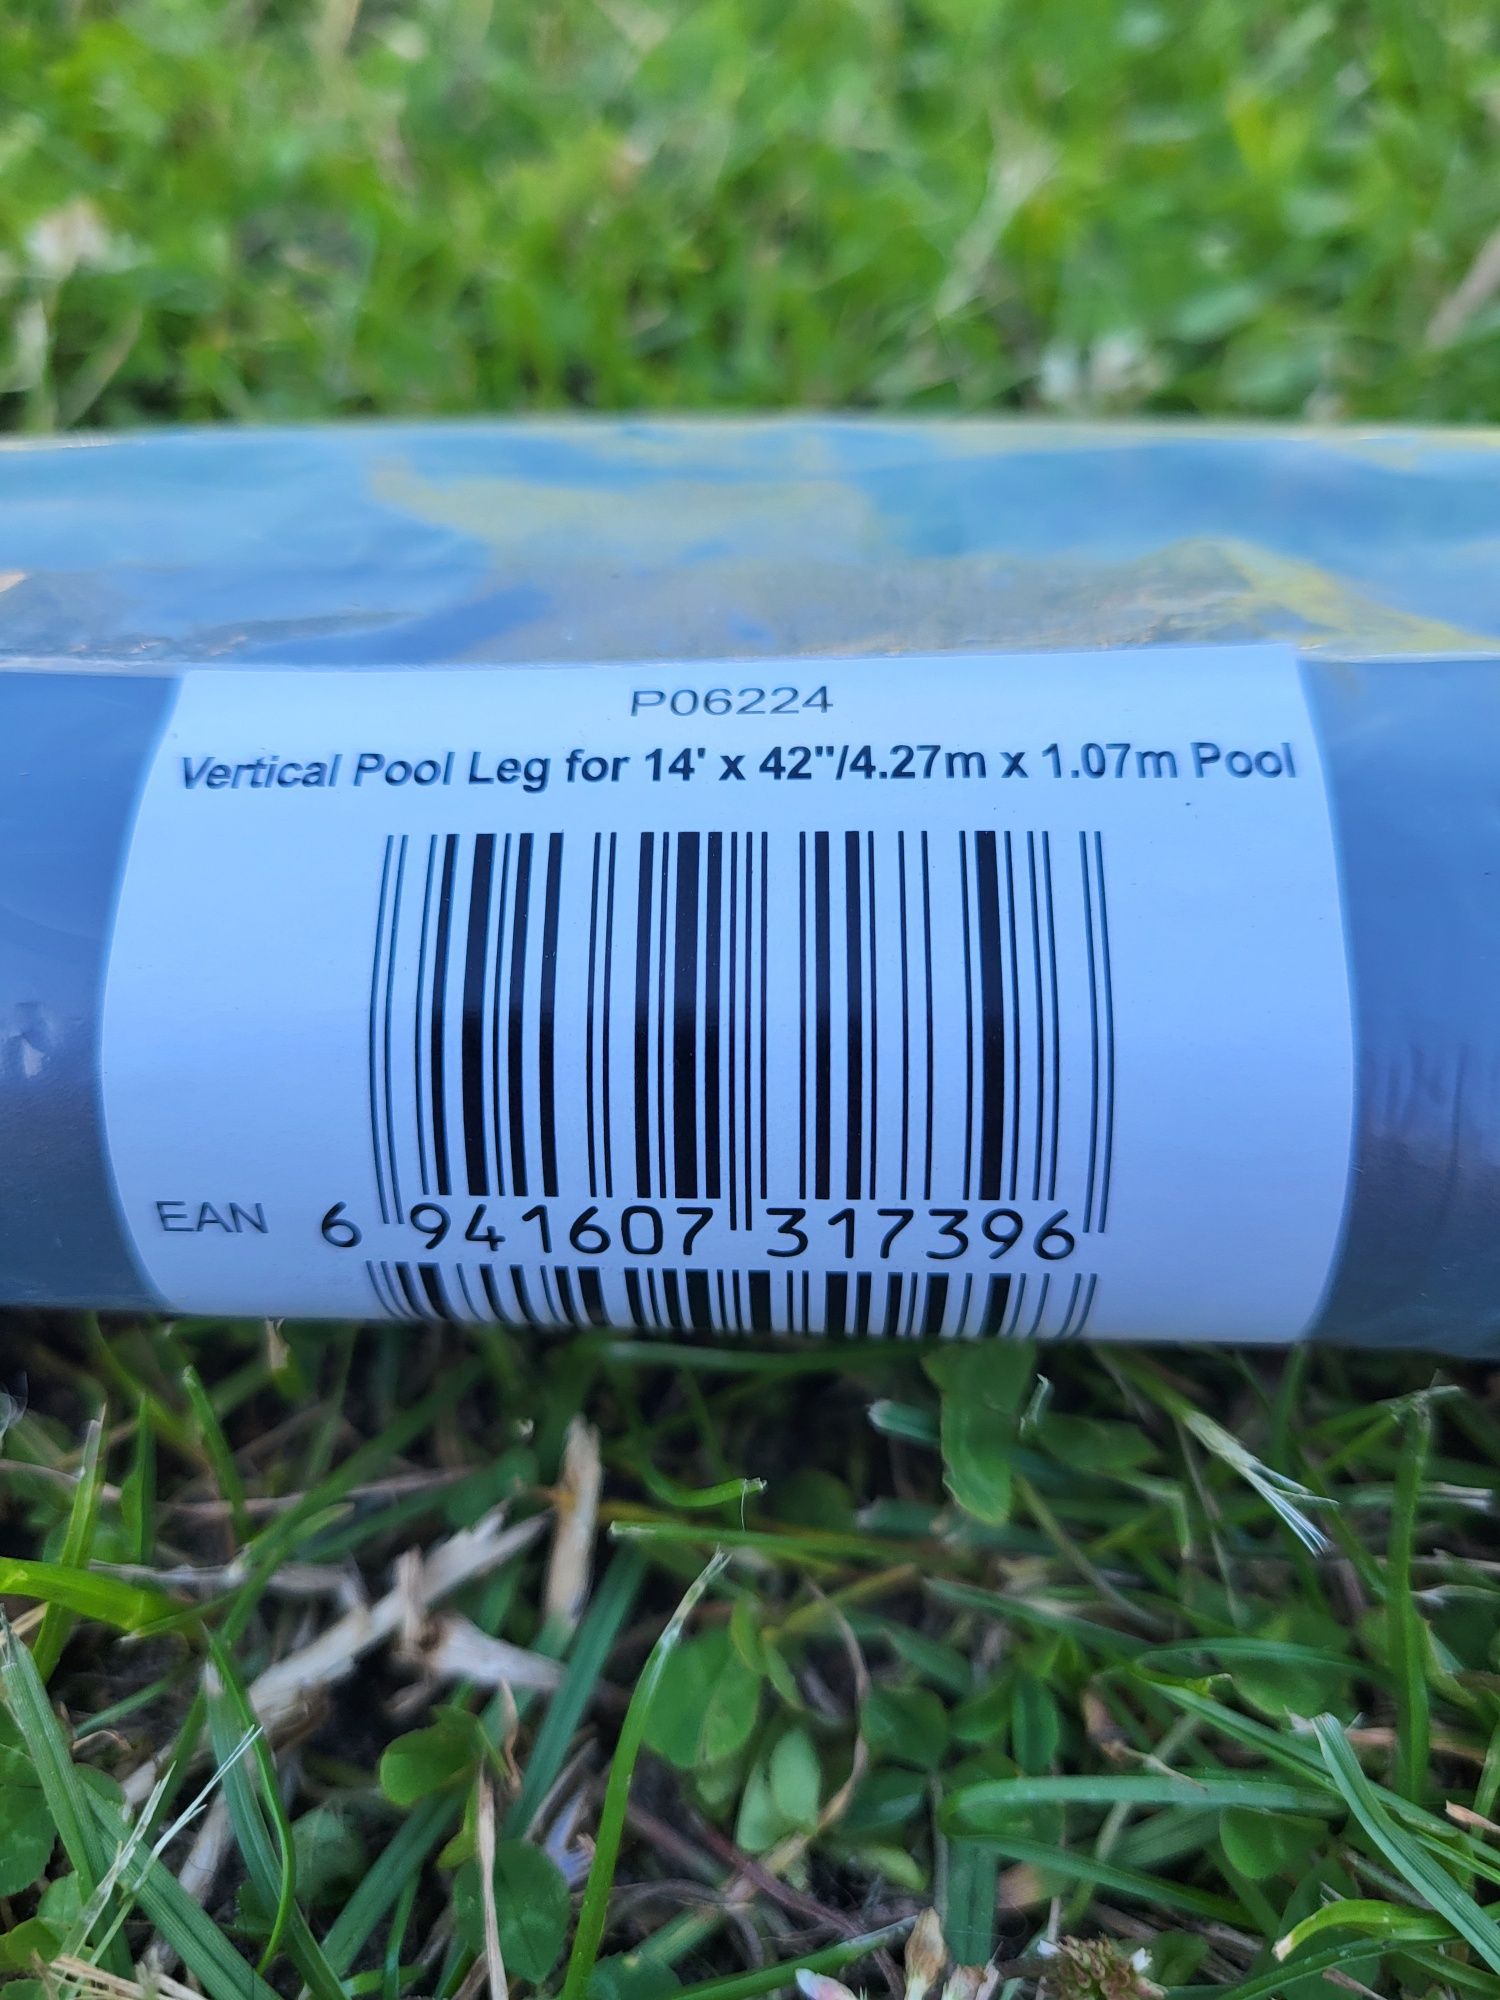 P06224
Vertical Pool Leg for 14' x 42"/4.27m x 1.07m Pool
EAN 6 941607 317396